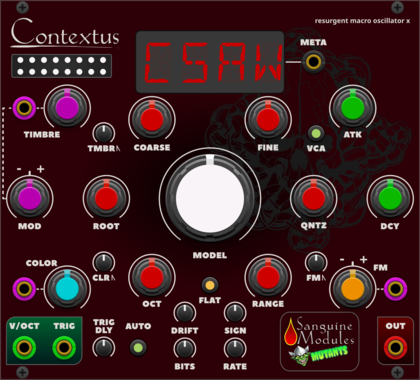 Contextus
resurgent macro oscillator x
CSAW
META
TIMBRE
TMBR
COARSE
FINE
VCA
ATK
- +
MOD
ROOT
MODEL
QNTZ
DCY
COLOR
CLR
OCT
FLAT
RANGE
FM
- +
FM
V/OCT
TRIG
TRIG
DLY
AUTO
DRIFT
SIGN
BITS
RATE
Sanguine
Modules
MUTANTS
OUT